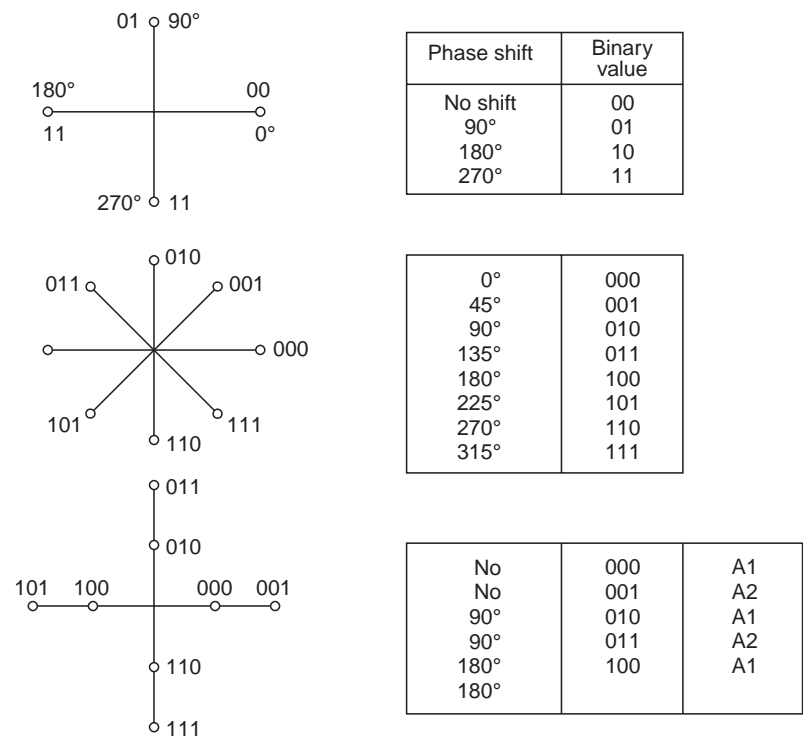 01 90°
180° 00
11 0°
270° 11
Phase shift Binary
value
No shift 00
90° 01
180° 10
270° 11
010
011 001
000
101 111
110
0° 000
45° 001
90° 010
135° 011
180° 100
225° 101
270° 110
315° 111
011
010
101 100 000 001
110
111
No 000 A1
No 001 A2
90° 010 A1
90° 011 A2
180° 100 A1
180°